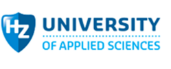 HZ UNIVERSITY
OF APPLIED SCIENCES